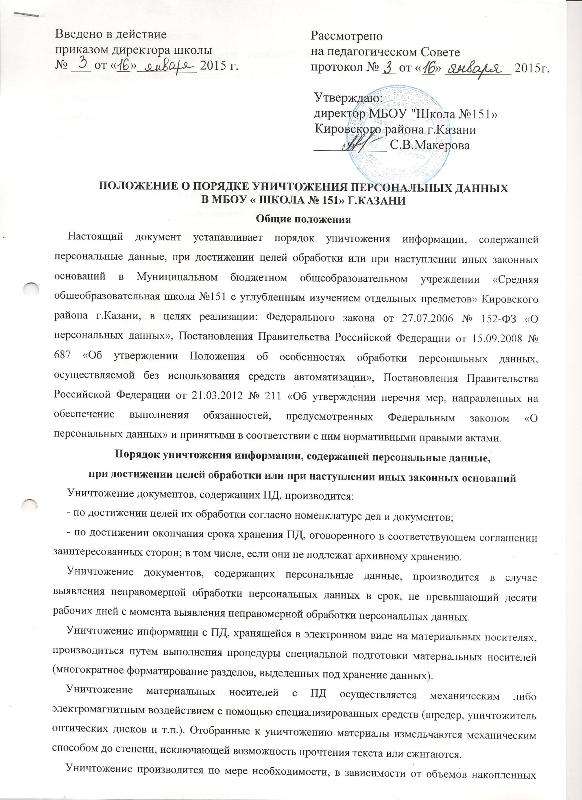 Введено в действие
приказом директора школы
№ 3 от «16» января 2015 г.
Рассмотрено
на педагогическом Совете
протокол № 3 от «16» января 2015г.
Утверждаю:
директор МБОУ "Школа №151»
Кировского района г.Казани
С.В.Макерова
ПОЛОЖЕНИЕ О ПОРЯДКЕ УНИЧТОЖЕНИЯ ПЕРСОНАЛЬНЫХ ДАННЫХ
В МБОУ « ШКОЛА № 151» Г.КАЗАНИ
Общие положения
Настоящий документ устанавливает порядок уничтожения информации, содержащей
персональные данные, при достижении целей обработки или при наступлении иных законных
оснований в Муниципальном бюджетном общеобразовательном учреждении «Средняя
общеобразовательная школа №151 с углубленным изучением отдельных предметов» Кировского
района г.Казани, в целях реализации: Федерального закона от 27.07.2006 № 152-ФЗ «О
персональных данных», Постановления Правительства Российской Федерации от 15.09.2008 №
687 «Об утверждении Положения об особенностях обработки персональных данных,
осуществляемой без использования средств автоматизации», Постановления Правительства
Российской Федерации от 21.03.2012 № 211 «Об утверждении перечня мер, направленных на
обеспечение выполнения обязанностей, предусмотренных Федеральным законом «О
персональных данных» и принятыми в соответствии с ним нормативными правыми актами.
Порядок уничтожения информации, содержащей персональные данные,
при достижении целей обработки или при наступлении иных законных оснований
Уничтожение документов, содержащих ПД, производится:
- по достижении целей их обработки согласно номенклатуре дел и документов;
- по достижении окончания срока хранения ПД, оговоренного в соответствующем соглашении
заинтересованных сторон; в том числе, если они не подлежат архивному хранению.
Уничтожение документов, содержащих персональные данные, производится в случае
выявления неправомерной обработки персональных данных в срок, не превышающий десяти
рабочих дней с момента выявления неправомерной обработки персональных данных.
Уничтожение информации с ПД, хранящейся в электронном виде на материальных носителях,
производиться путем выполнения процедуры специальной подготовки материальных носителей
(многократное форматирование разделов, выделенных под хранение данных).
Уничтожение материальных носителей с ПД осуществляется механическим либо
электромагнитным воздействием с помощью специализированных средств (шредер, уничтожитель
оптических дисков и т.п.). Отобранные к уничтожению материалы измельчаются механическим
способом до степени, исключающей возможность прочтения текста или сжигаются.
Уничтожение производится по мере необходимости, в зависимости от объемов накопленных